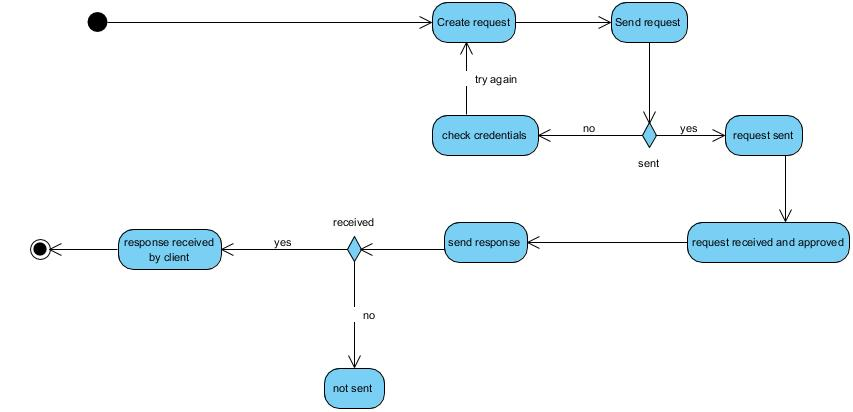 Create request
Send request
try again
check credentials
no
yes
request sent
sent
received
response received
by client
yes
send response
request received and approved
no
not sent